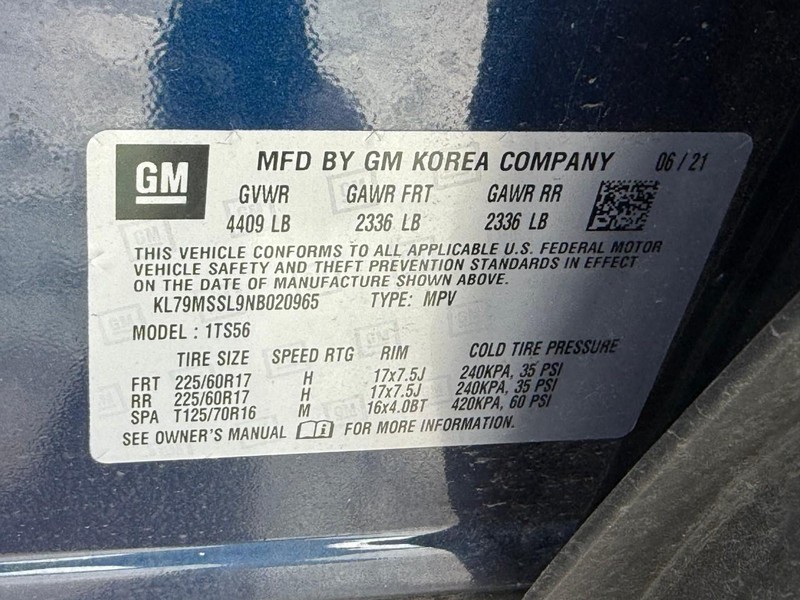 GM MFD BY GM KOREA COMPANY 06/21
GVWR GAWR FRT GAWR RR
4409 LB 2336 LB 2336 LB
THIS VEHICLE CONFORMS TO ALL APPLICABLE U.S. FEDERAL MOTOR
VEHICLE SAFETY AND THEFT PREVENTION STANDARDS IN EFFECT
ON THE DATE OF MANUFACTURE SHOWN ABOVE.
KL79MSSL9NB020965 TYPE: MPV
MODEL : 1TS56
TIRE SIZE SPEED RTG RIM COLD TIRE PRESSURE
FRT 225/60R17 H 17x7.5J 240KPA, 35 PSI
RR 225/60R17 H 17x7.5J 240KPA, 35 PSI
SPA T125/70R16 M 16x4.0BT 420KPA, 60 PSI
SEE OWNER'S MANUAL FOR MORE INFORMATION.